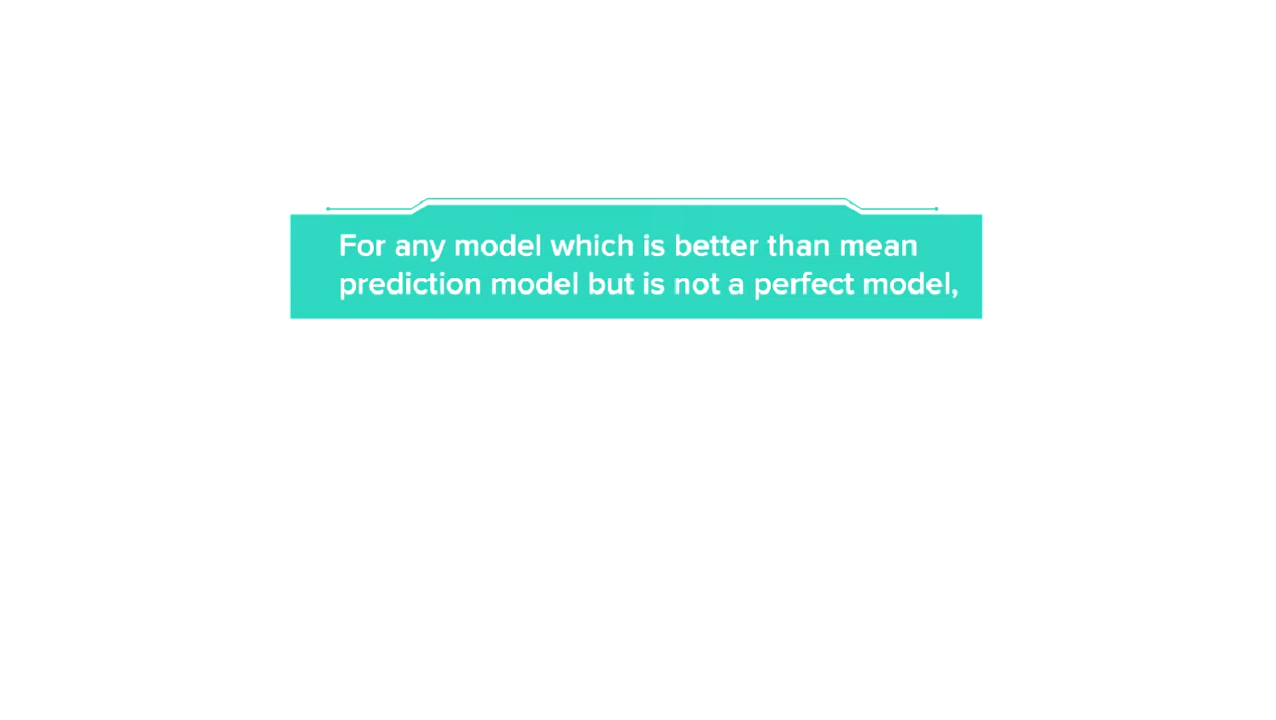 For any model which is better than mean
prediction model but is not a perfect model,